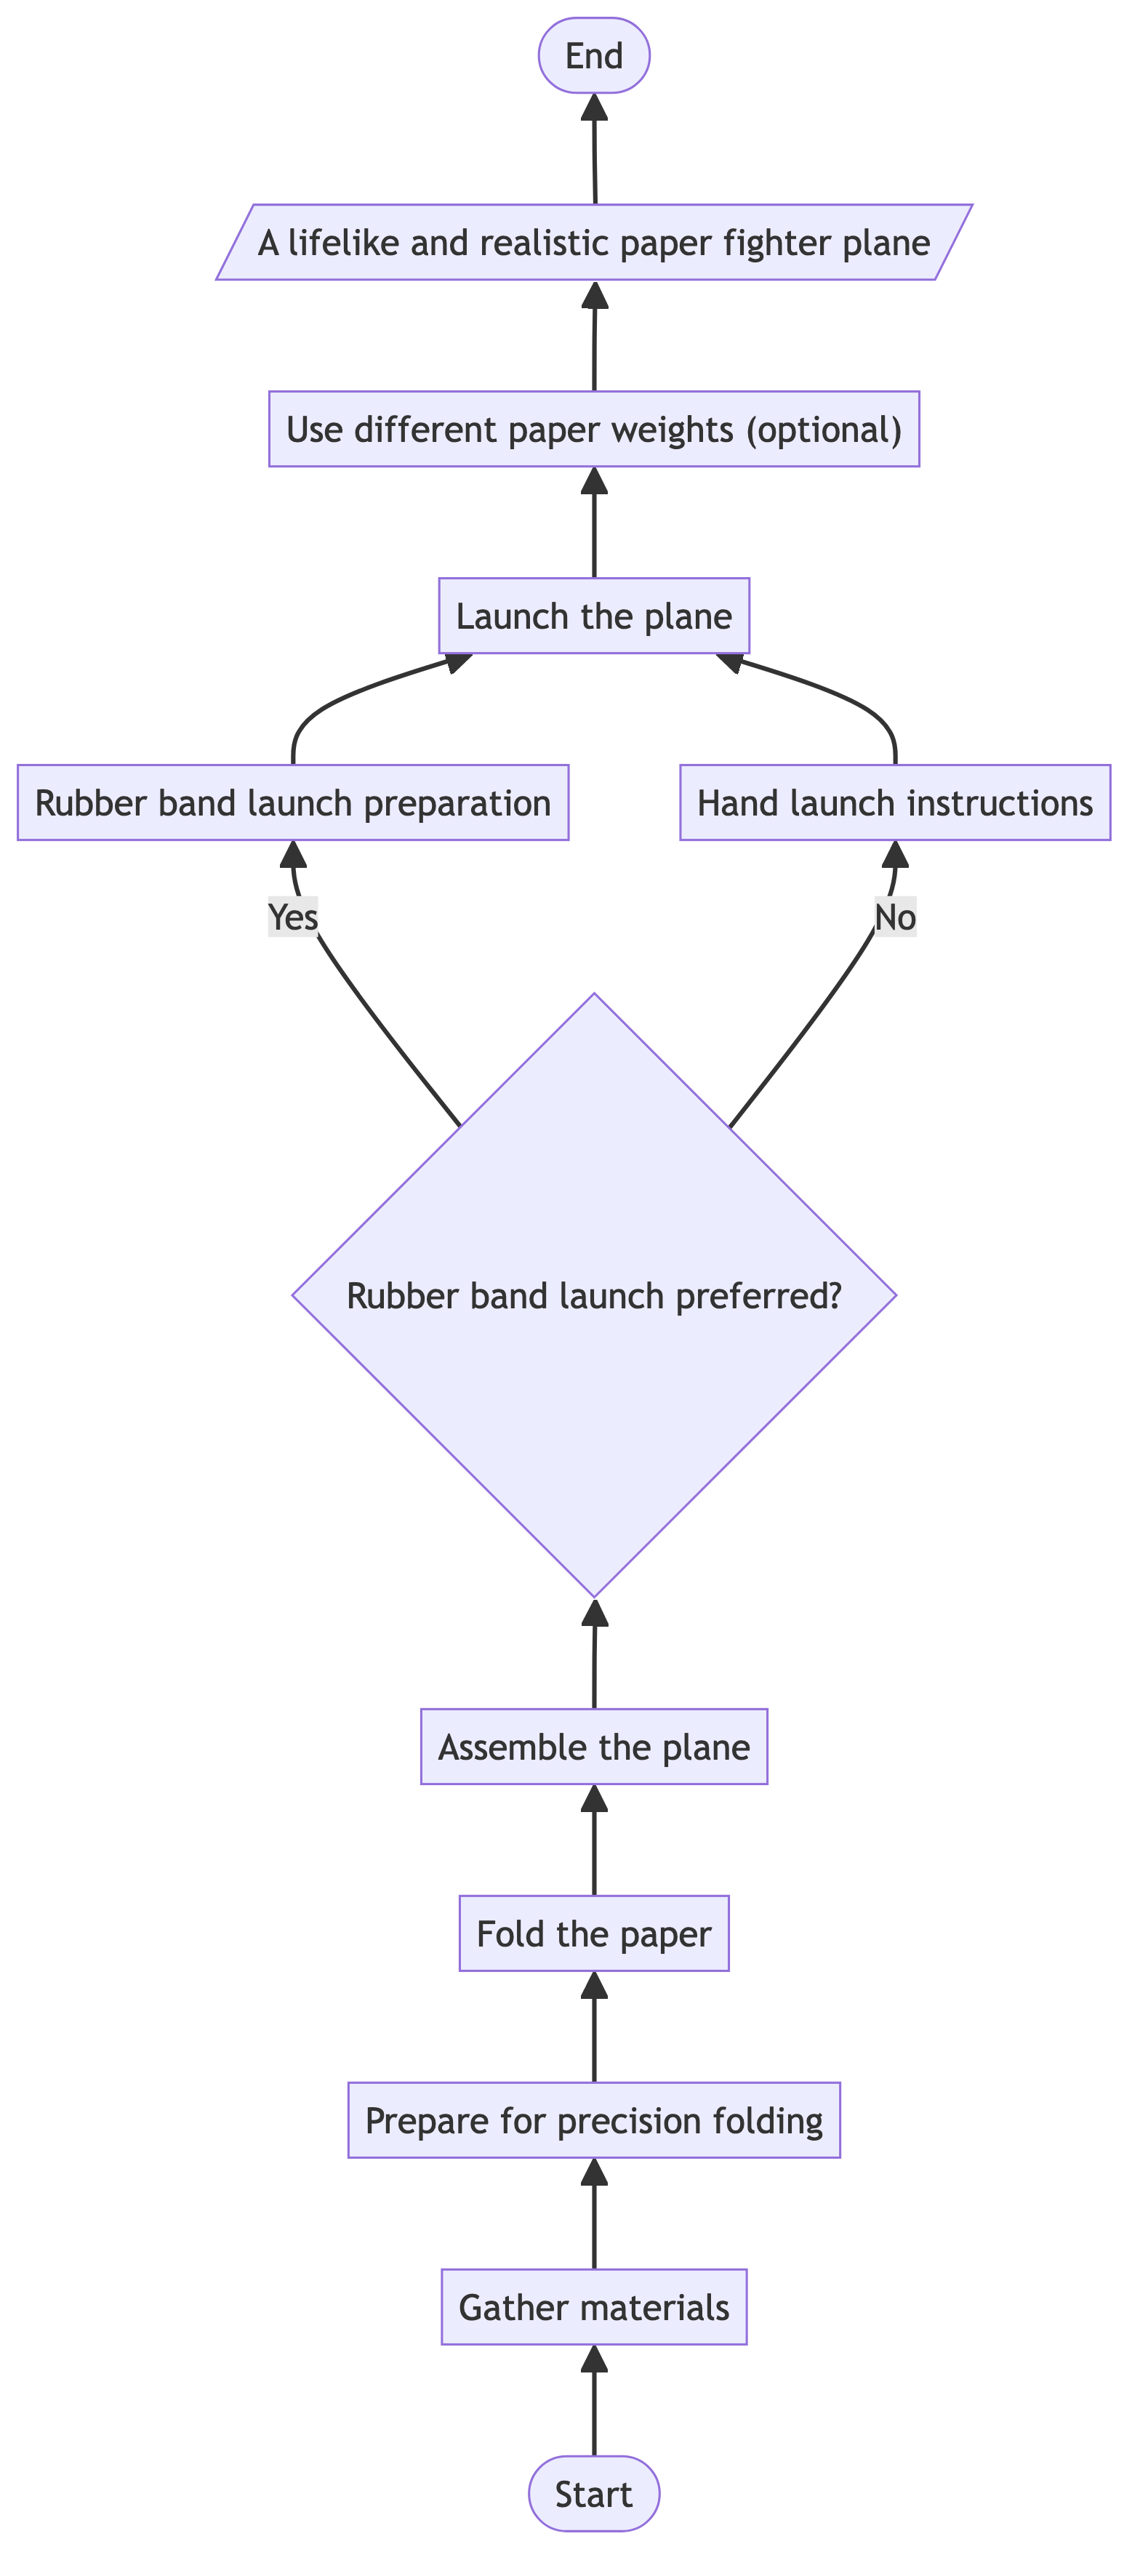 End
A lifelike and realistic paper fighter plane
Use different paper weights (optional)
Launch the plane
Rubber band launch preparation
Hand launch instructions
Yes
No
Rubber band launch preferred?
Assemble the plane
Fold the paper
Prepare for precision folding
Gather materials
Start